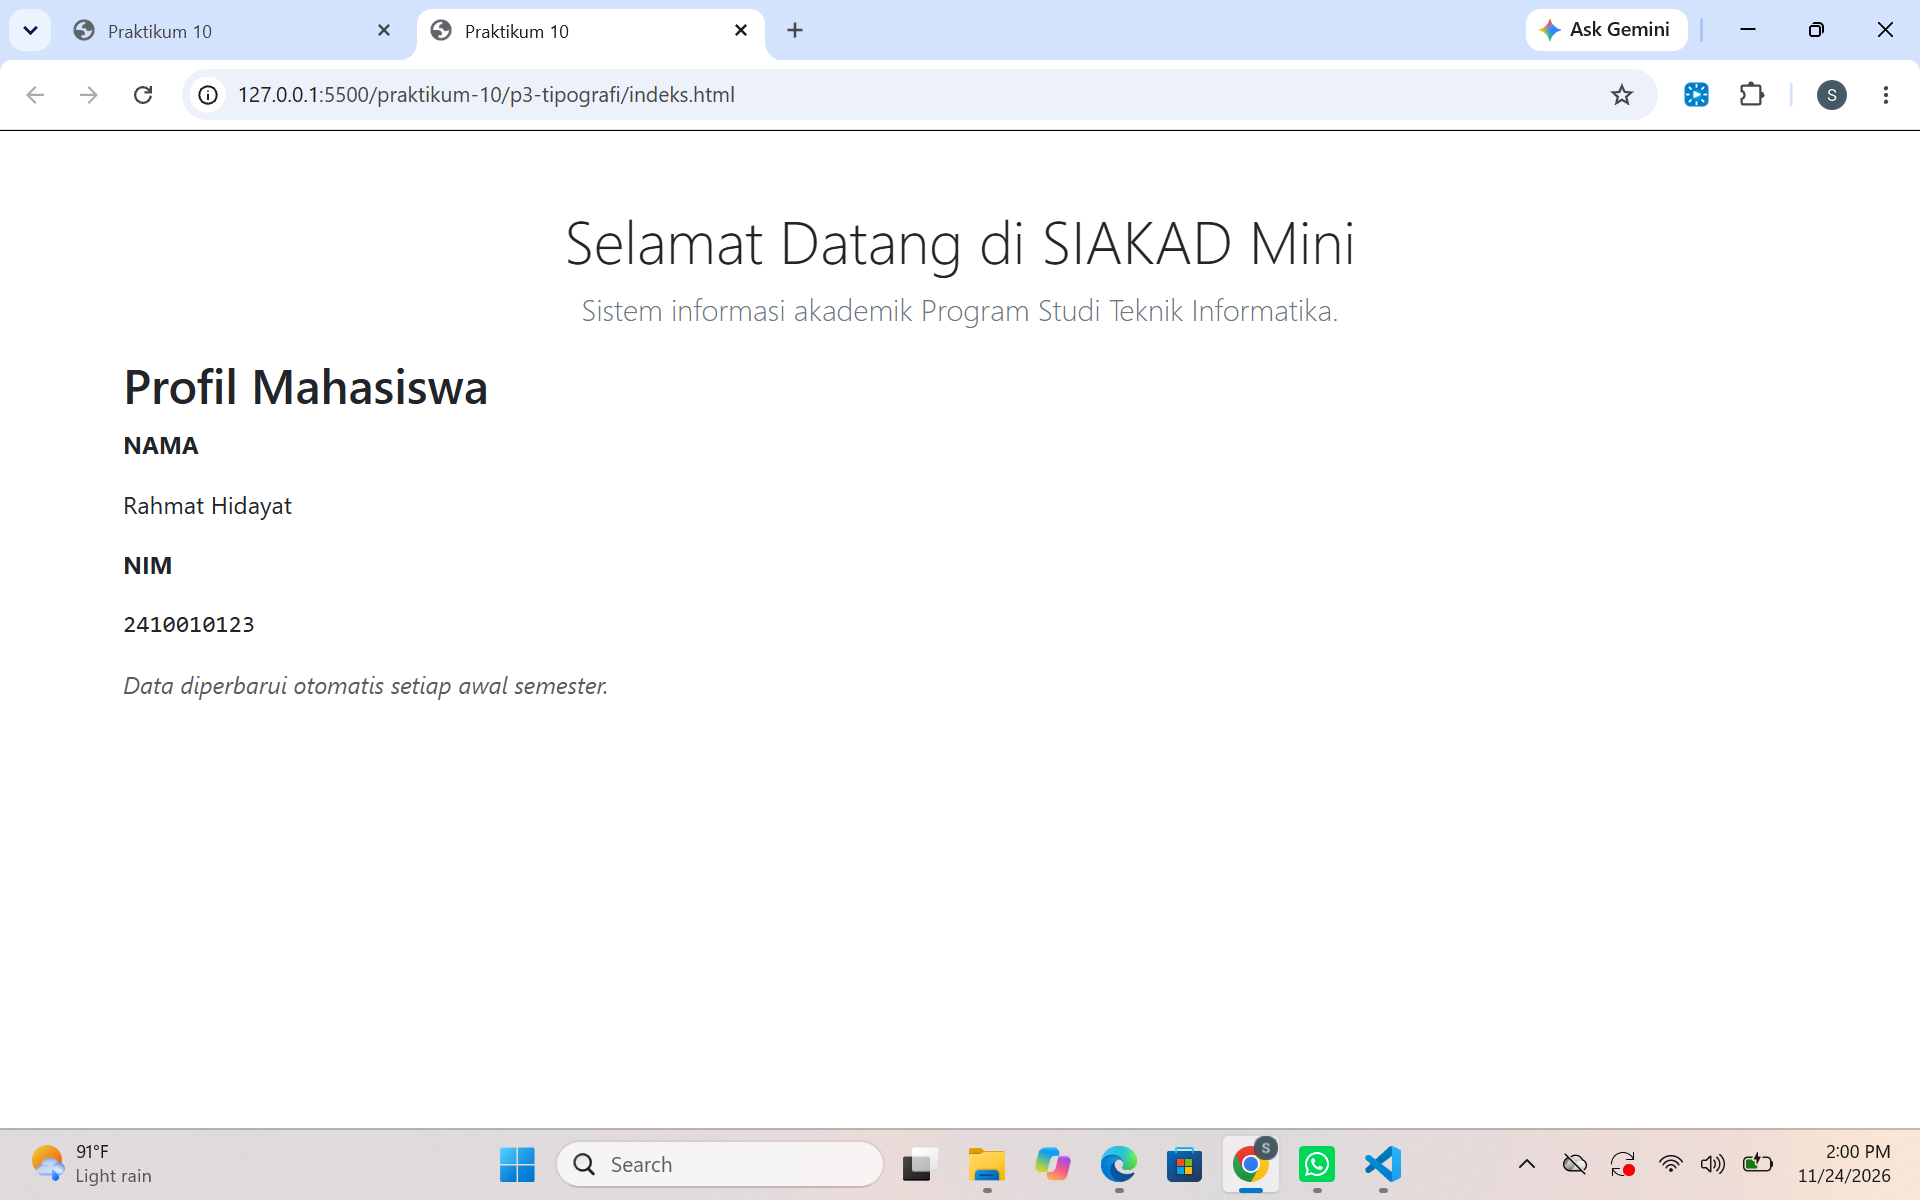 Praktikum 10
Praktikum 10
Ask Gemini
127.0.0.1:5500/praktikum-10/p3-tipografi/indeks.html
S
Selamat Datang di SIAKAD Mini
Sistem informasi akademik Program Studi Teknik Informatika.
Profil Mahasiswa
NAMA
Rahmat Hidayat
NIM
2410010123
Data diperbarui otomatis setiap awal semester.
91°F
Light rain
Search
S
2:00 PM
11/24/2026